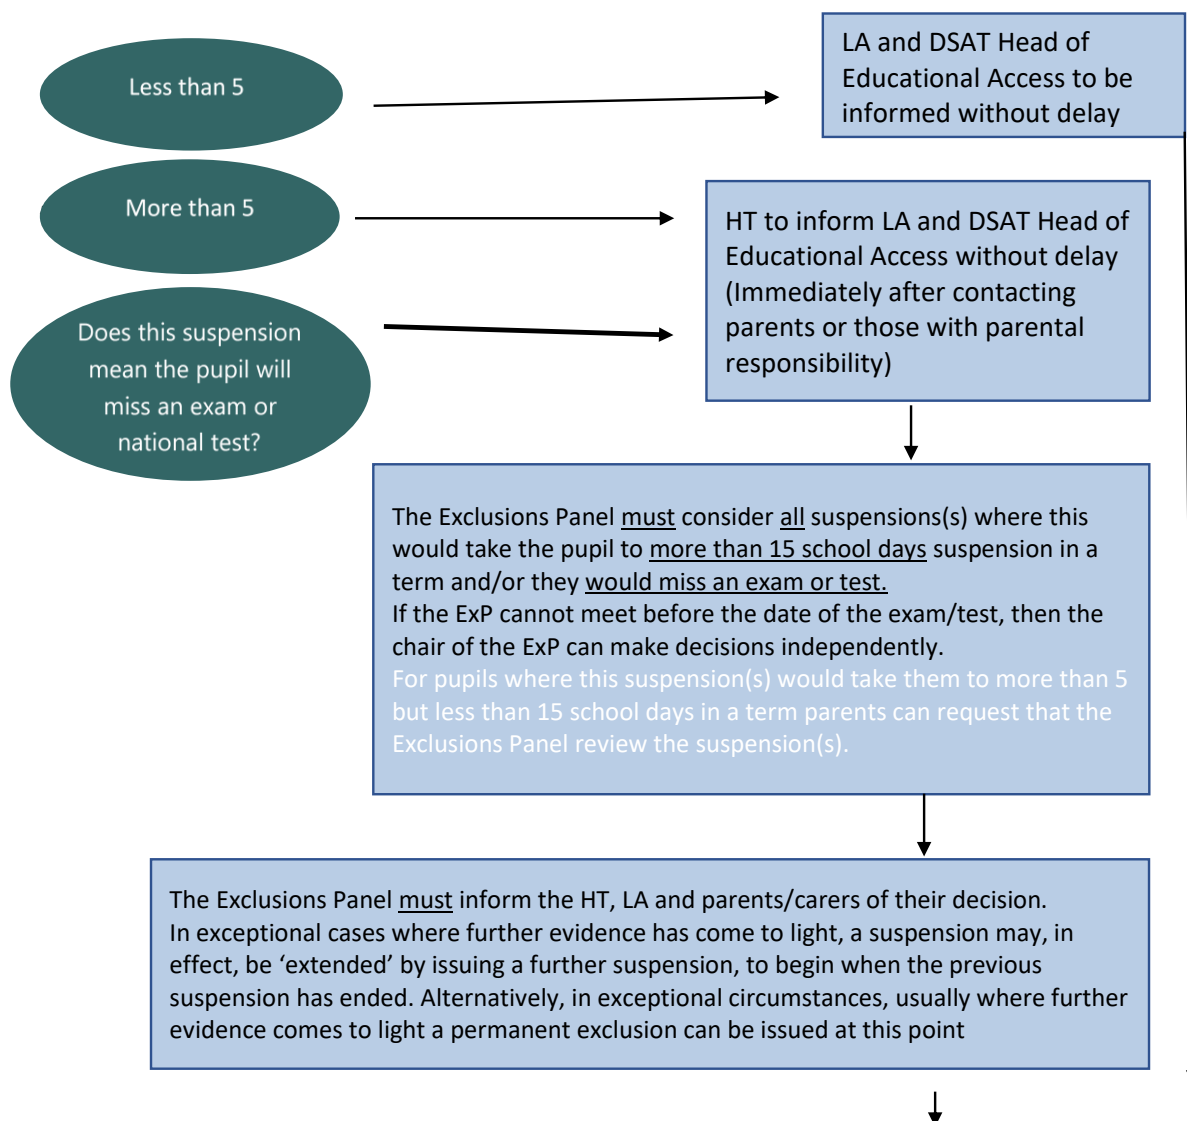 Less than 5
LA and DSAT Head of
Educational Access to be
informed without delay
More than 5
HT to inform LA and DSAT Head of
Educational Access without delay
(Immediately after contacting
parents or those with parental
responsibility)
Does this suspension
mean the pupil will
miss an exam or
national test?
The Exclusions Panel must consider all suspensions(s) where this
would take the pupil to more than 15 school days suspension in a
term and/or they would miss an exam or test.
If the ExP cannot meet before the date of the exam/test, then the
chair of the ExP can make decisions independently.
For pupils where this suspension(s) would take them to more than 5
but less than 15 school days in a term parents can request that the
Exclusions Panel review the suspension(s).
The Exclusions Panel must inform the HT, LA and parents/carers of their decision.
In exceptional cases where further evidence has come to light, a suspension may, in
effect, be ‘extended’ by issuing a further suspension, to begin when the previous
suspension has ended. Alternatively, in exceptional circumstances, usually where further
evidence comes to light a permanent exclusion can be issued at this point